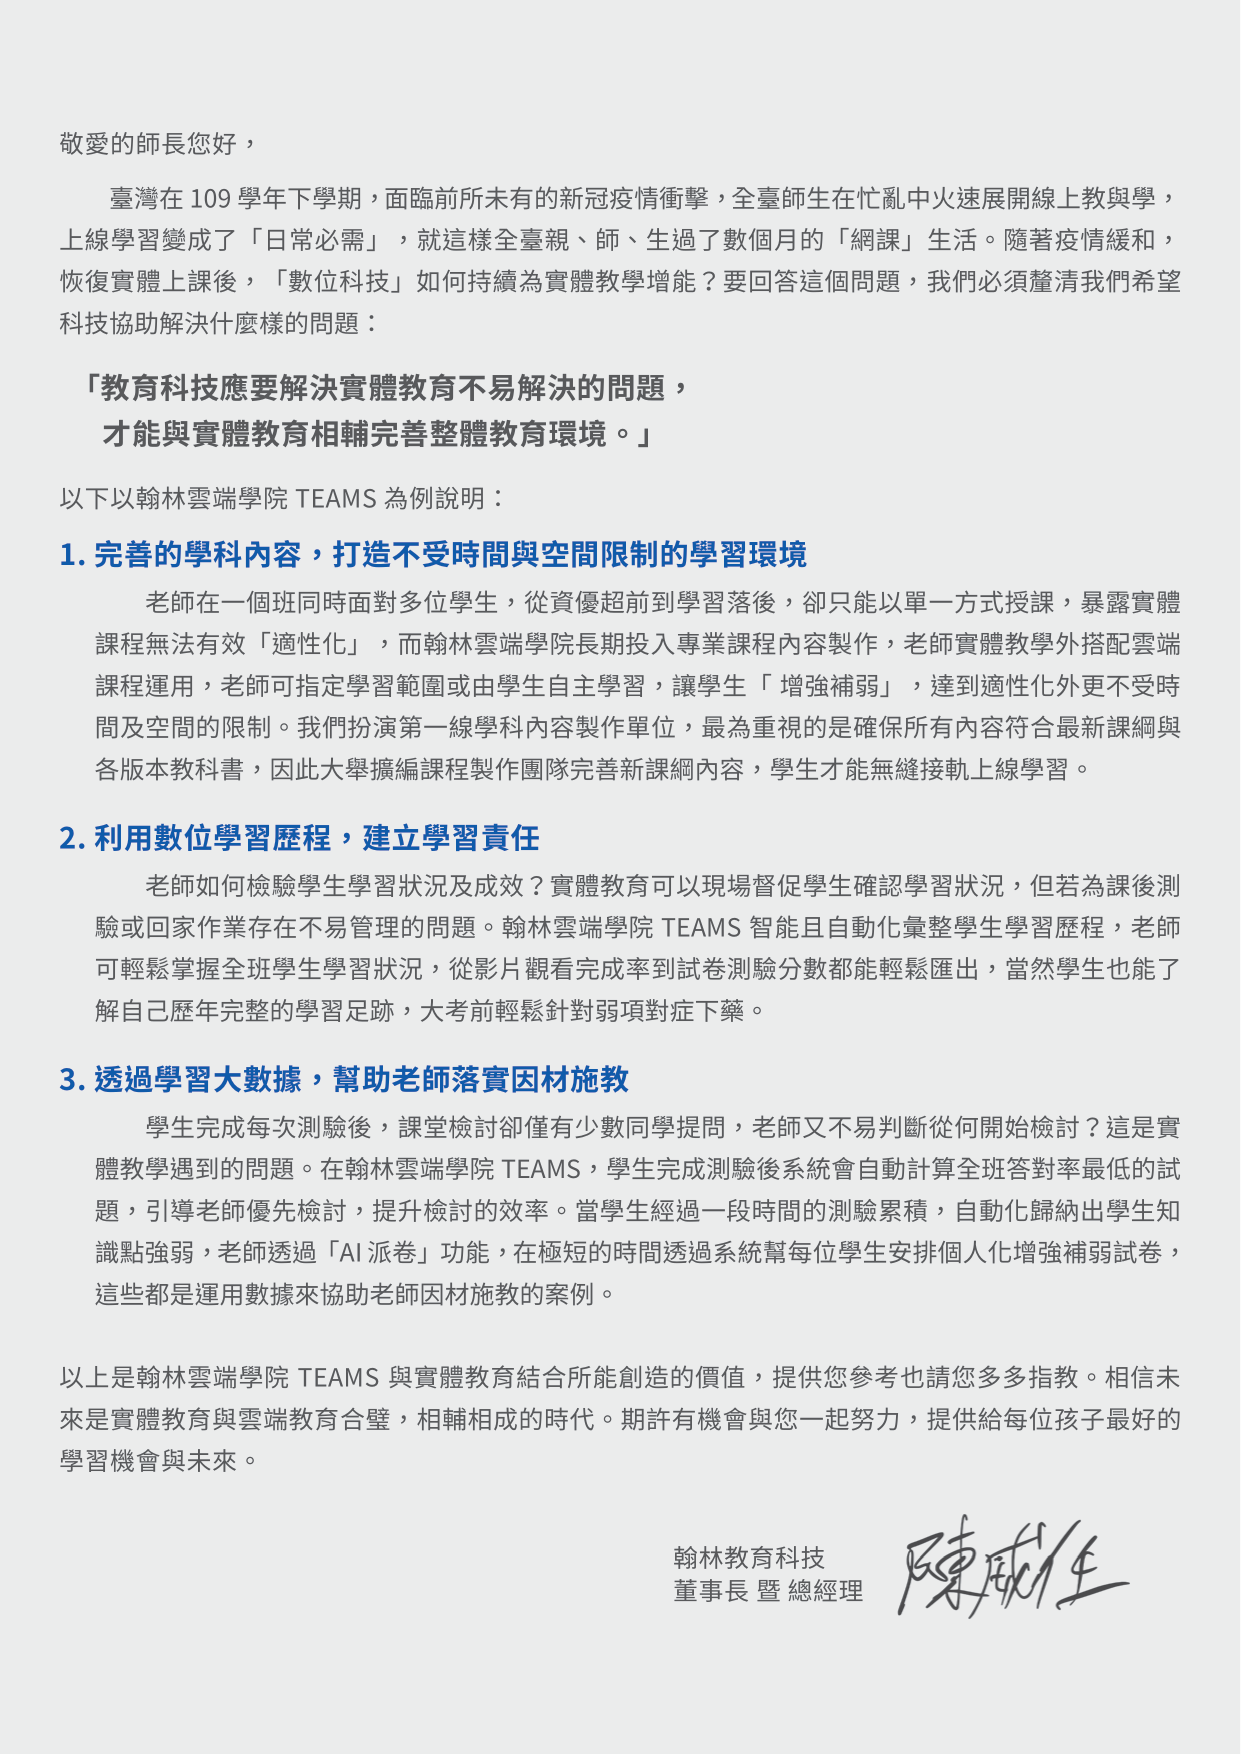 敬愛的師長您好，
臺灣在 109 學年下學期，面臨前所未有的新冠疫情衝擊，全臺師生在忙亂中火速展開線上教與學，
上線學習變成了「日常必需」，就這樣全臺親、師、生過了數個月的「網課」生活。隨著疫情緩和，
恢復實體上課後，「數位科技」如何持續為實體教學增能？要回答這個問題，我們必須釐清我們希望
科技協助解決什麼樣的問題：
「教育科技應要解決實體教育不易解決的問題，
才能與實體教育相輔完善整體教育環境。」
以下以翰林雲端學院 TEAMS 為例說明：
1. 完善的學科內容，打造不受時間與空間限制的學習環境
老師在一個班同時面對多位學生，從資優超前到學習落後，卻只能以單一方式授課，暴露實體
課程無法有效「適性化」，而翰林雲端學院長期投入專業課程內容製作，老師實體教學外搭配雲端
課程運用，老師可指定學習範圍或由學生自主學習，讓學生「 增強補弱」，達到適性化外更不受時
間及空間的限制。我們扮演第一線學科內容製作單位，最為重視的是確保所有內容符合最新課綱與
各版本教科書，因此大舉擴編課程製作團隊完善新課綱內容，學生才能無縫接軌上線學習。
2. 利用數位學習歷程，建立學習責任
老師如何檢驗學生學習狀況及成效？實體教育可以現場督促學生確認學習狀況，但若為課後測
驗或回家作業存在不易管理的問題。翰林雲端學院 TEAMS 智能且自動化彙整學生學習歷程，老師
可輕鬆掌握全班學生學習狀況，從影片觀看完成率到試卷測驗分數都能輕鬆匯出，當然學生也能了
解自己歷年完整的學習足跡，大考前輕鬆針對弱項對症下藥。
3. 透過學習大數據，幫助老師落實因材施教
學生完成每次測驗後，課堂檢討卻僅有少數同學提問，老師又不易判斷從何開始檢討？這是實
體教學遇到的問題。在翰林雲端學院 TEAMS，學生完成測驗後系統會自動計算全班答對率最低的試
題，引導老師優先檢討，提升檢討的效率。當學生經過一段時間的測驗累積，自動化歸納出學生知
識點強弱，老師透過「AI 派卷」功能，在極短的時間透過系統幫每位學生安排個人化增強補弱試卷，
這些都是運用數據來協助老師因材施教的案例。
以上是翰林雲端學院 TEAMS 與實體教育結合所能創造的價值，提供您參考也請您多多指教。相信未
來是實體教育與雲端教育合璧，相輔相成的時代。期許有機會與您一起努力，提供給每位孩子最好的
學習機會與未來。
翰林教育科技
董事長 暨 總經理